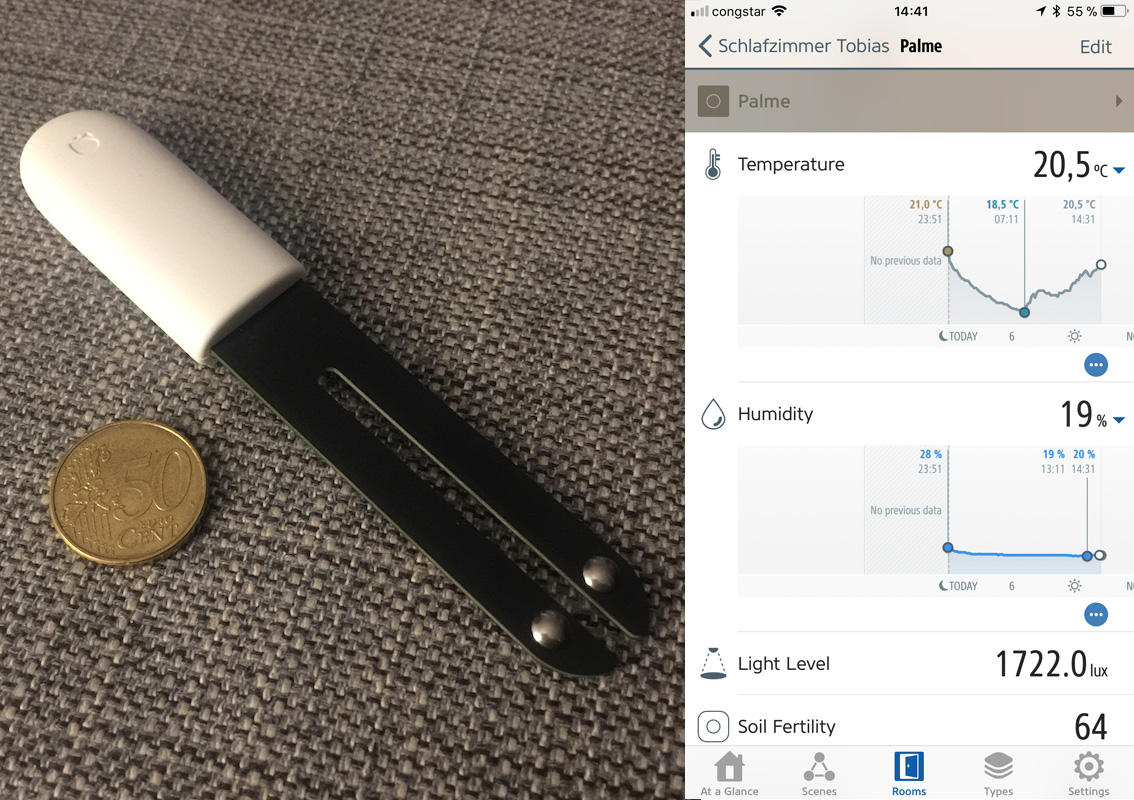 50
EURO
CENT
congstar 14:41 55 %
Schlafzimmer Tobias Palme Edit
Palme
Temperature 20,5 °C
21,0 °C 18,5 °C 20,5 °C
23:51 07:11 14:31
No previous data
TODAY 6 N
Humidity 19 %
28 % 19 % 20 %
23:51 13:11 14:31
No previous data
TODAY 6 N
Light Level 1722.0 lux
Soil Fertility 64
At a Glance Scenes Rooms Types Settings